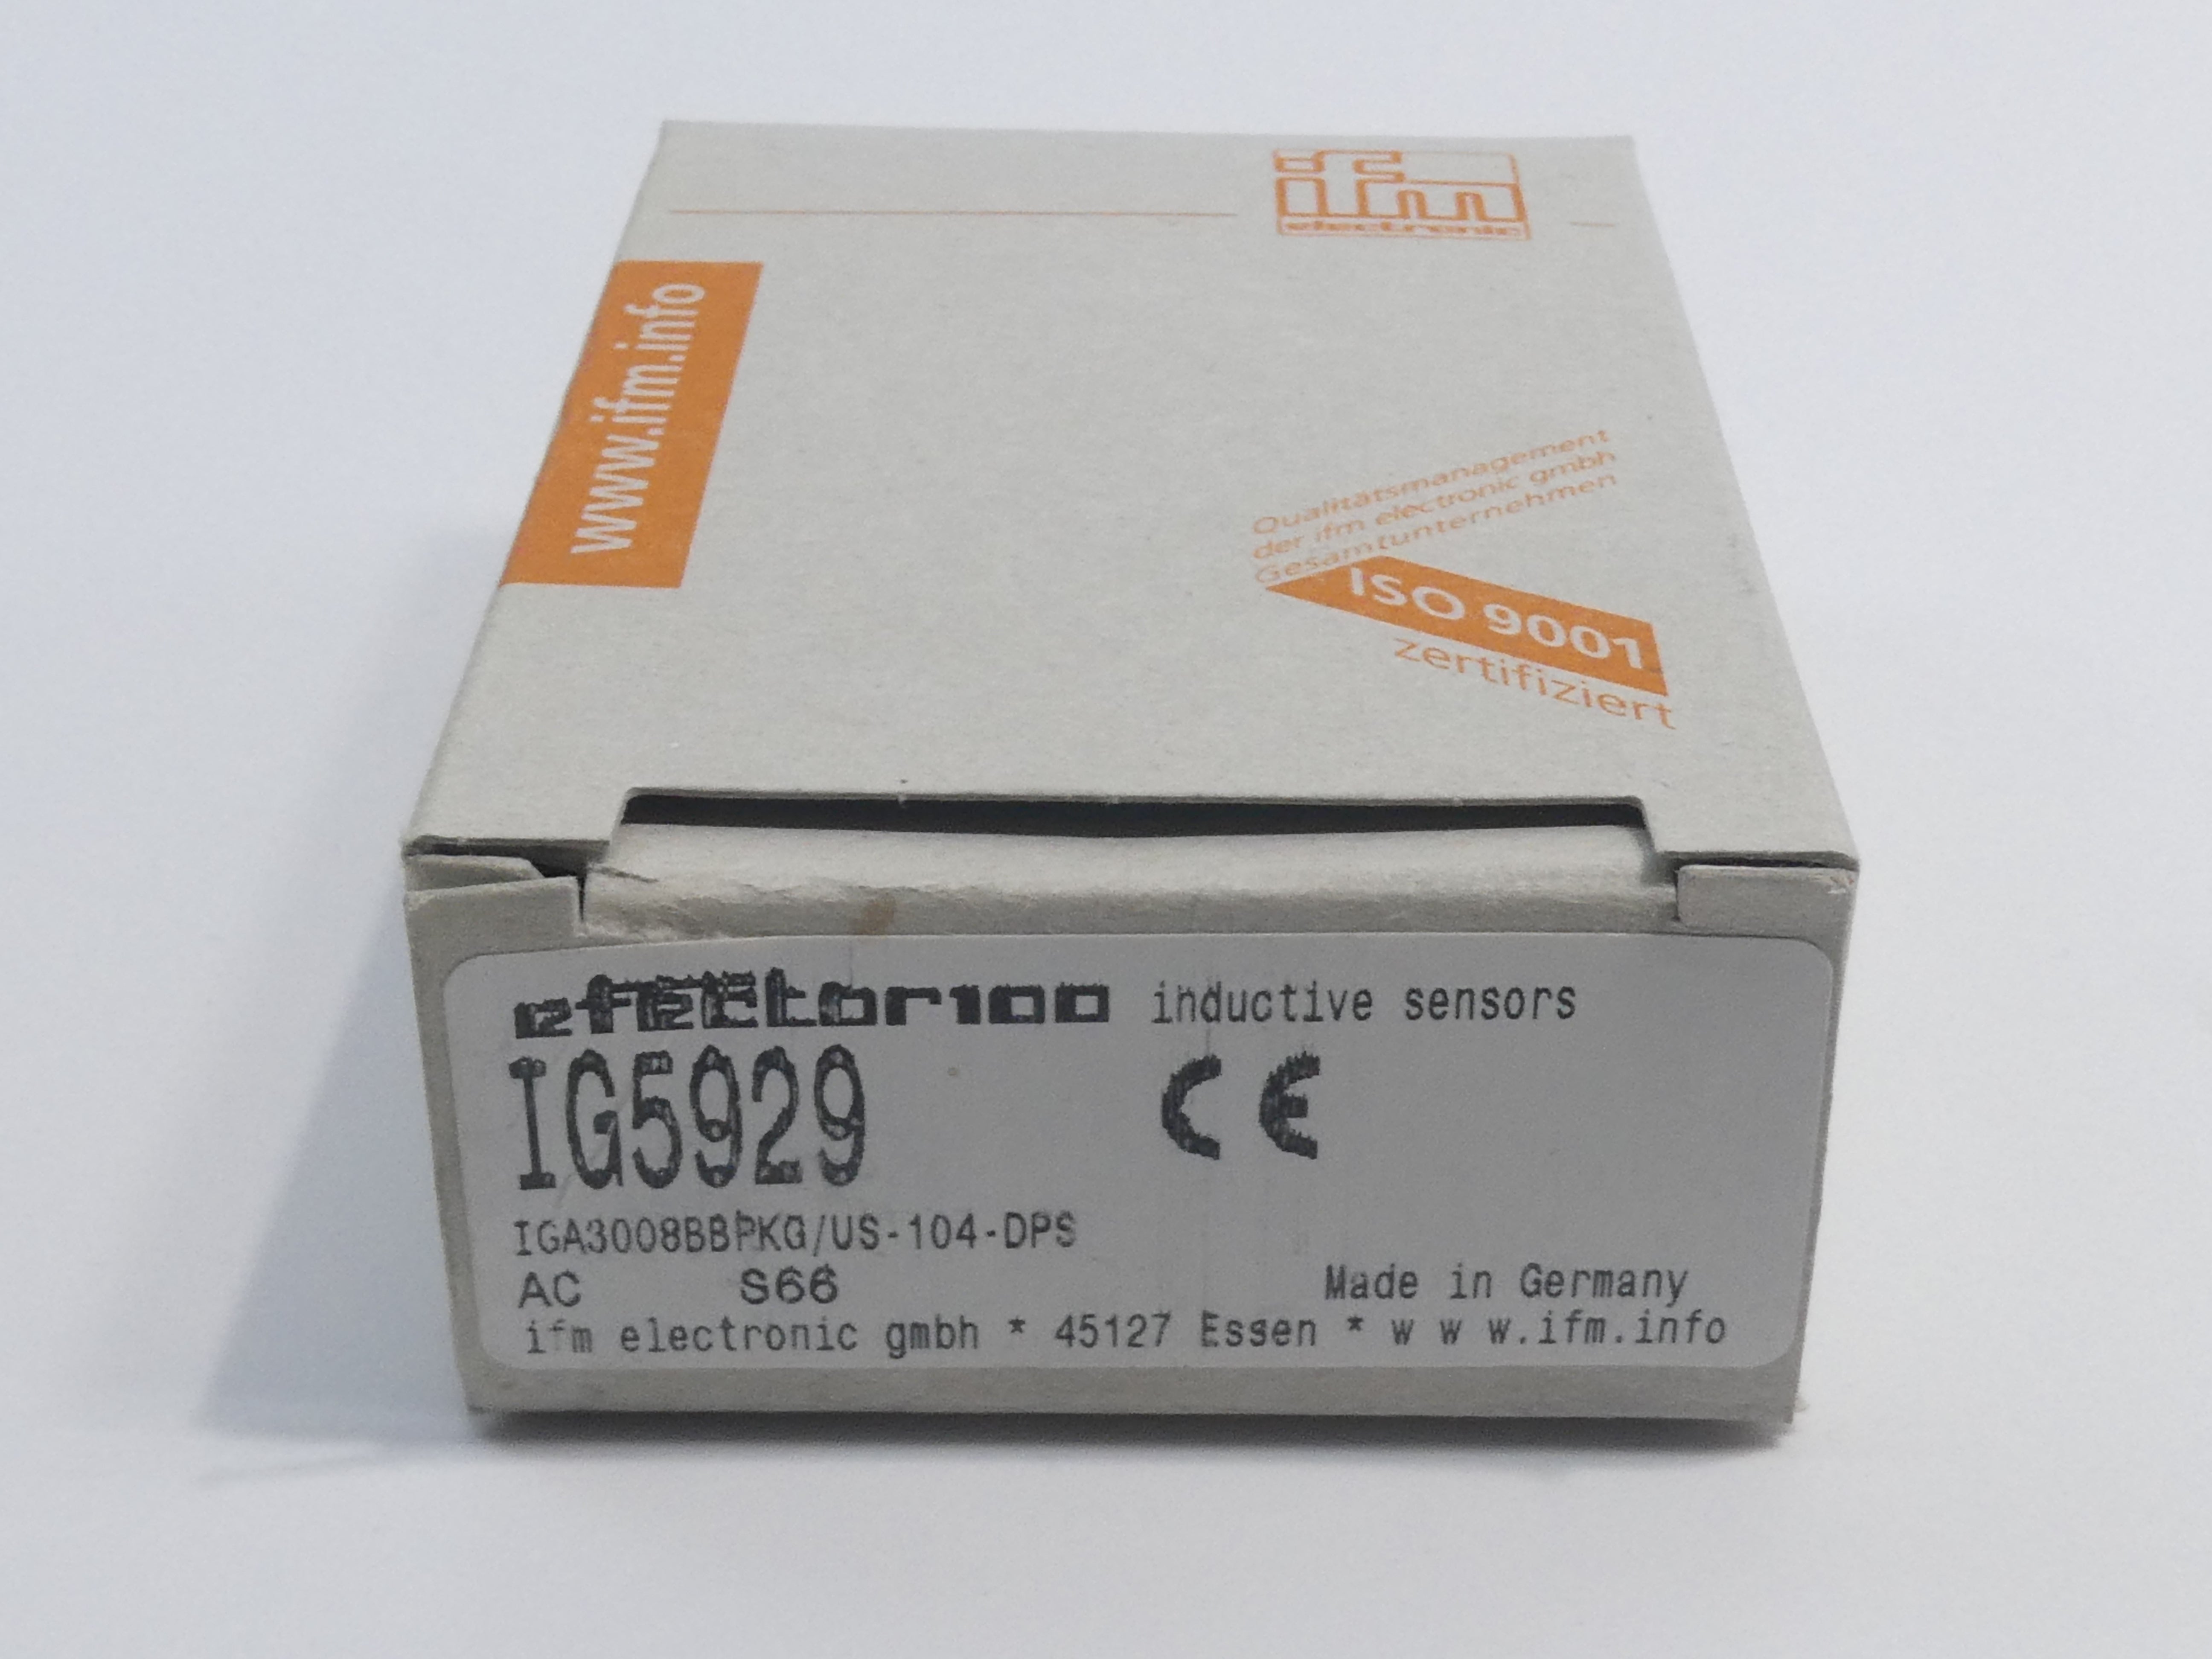 ifm
electronic
www.ifm.info
Qualitätsmanagement
der ifm electronic gmbh
Gesamtunternehmen
ISO 9001
zertifiziert
efector100 inductive sensors
IG5929 CE
IGA3008BBPKG/US-104-DPS
AC S66 Made in Germany
ifm electronic gmbh * 45127 Essen * w w w.ifm.info